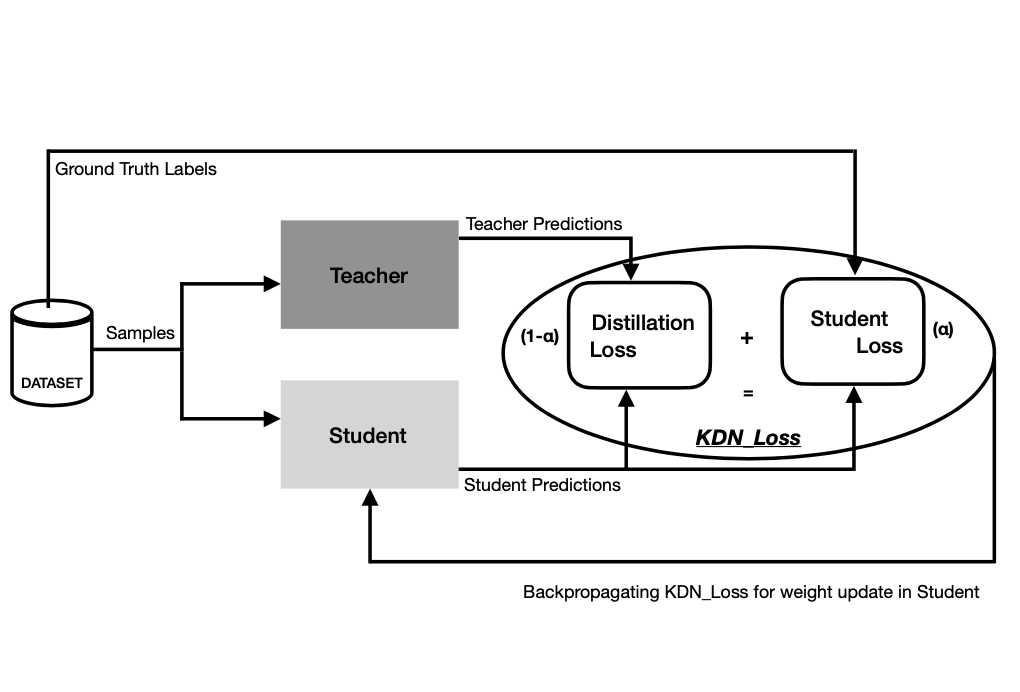 Ground Truth Labels
Teacher Predictions
Teacher
Samples
DATASET
(1-α)
Distillation
Loss
+
Student
Loss
(α)
=
KDN_Loss
Student
Student Predictions
Backpropagating KDN_Loss for weight update in Student